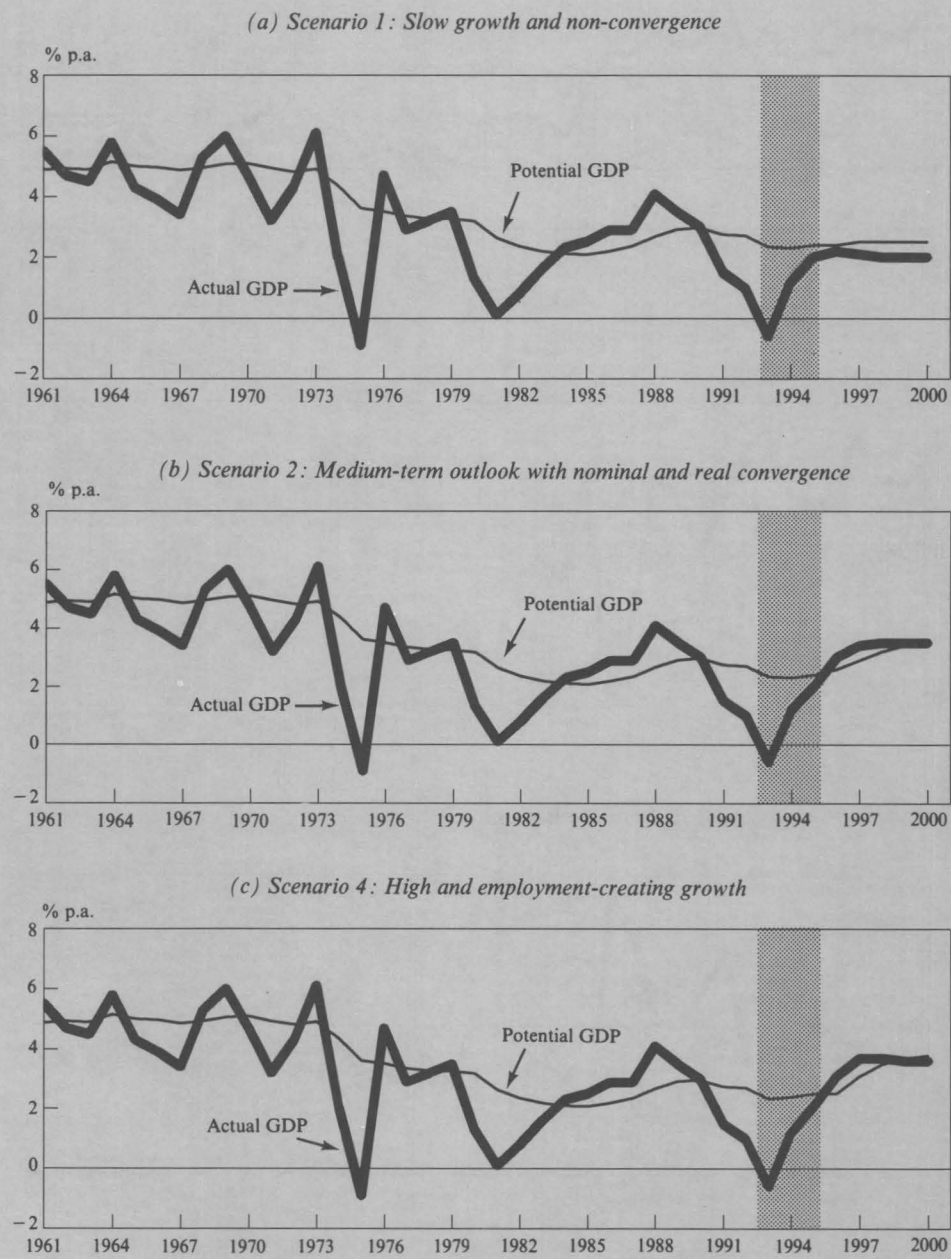 (a) Scenario 1: Slow growth and non-convergence
% p.a.
8
6
4
2
0
−2
Potential GDP
Actual GDP
1961 1964 1967 1970 1973 1976 1979 1982 1985 1988 1991 1994 1997 2000
(b) Scenario 2: Medium-term outlook with nominal and real convergence
% p.a.
8
6
4
2
0
−2
Potential GDP
Actual GDP
1961 1964 1967 1970 1973 1976 1979 1982 1985 1988 1991 1994 1997 2000
(c) Scenario 4: High and employment-creating growth
% p.a.
8
6
4
2
0
−2
Potential GDP
Actual GDP
1961 1964 1967 1970 1973 1976 1979 1982 1985 1988 1991 1994 1997 2000